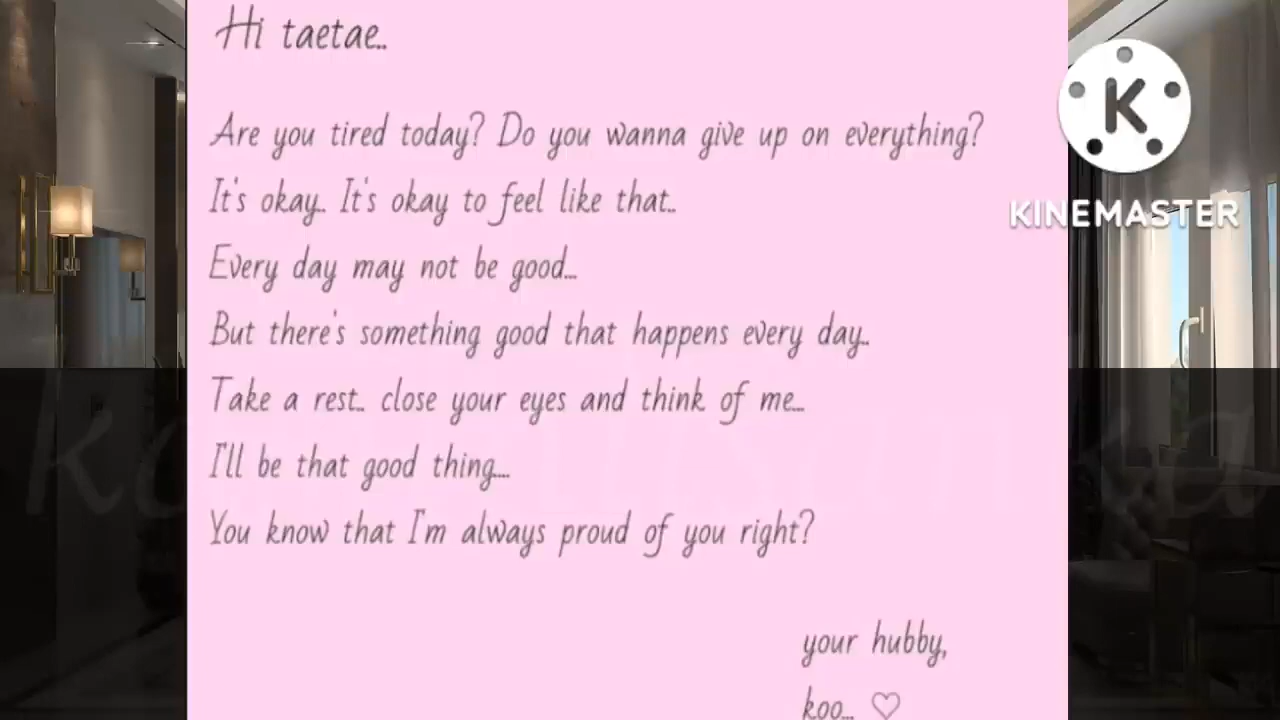 Hi taetae..
Are you tired today? Do you wanna give up on everything?
It's okay.. It's okay to feel like that..
Every day may not be good...
But there's something good that happens every day..
Take a rest.. close your eyes and think of me...
I'll be that good thing....
You know that I'm always proud of you right?
your hubby,
koo... ♡
K
KINEMASTER